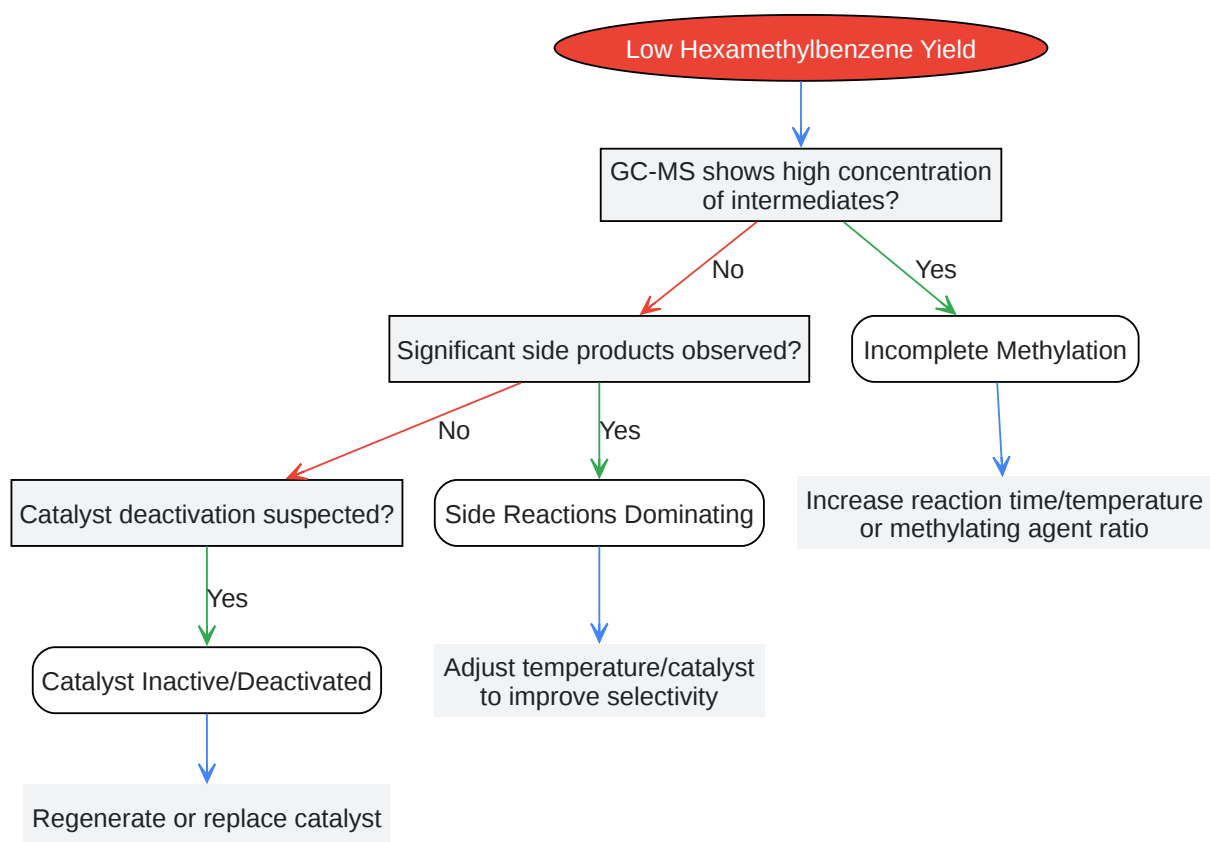 Low Hexamethylbenzene Yield
GC-MS shows high concentration
of intermediates?
No
Yes
Significant side products observed?
Incomplete Methylation
No
Yes
Catalyst deactivation suspected?
Side Reactions Dominating
Increase reaction time/temperature
or methylating agent ratio
Yes
Catalyst Inactive/Deactivated
Adjust temperature/catalyst
to improve selectivity
Regenerate or replace catalyst